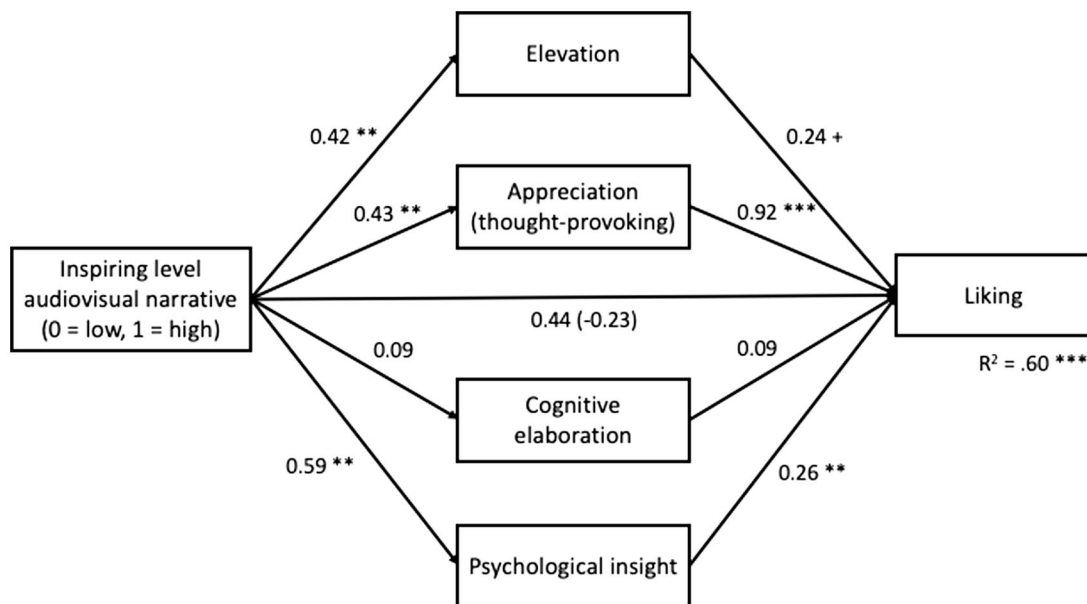 Elevation
0.42 **
0.24 +
Appreciation
(thought-provoking)
0.43 **
0.92 ***
Inspiring level
audiovisual narrative
(0 = low, 1 = high)
Liking
0.44 (-0.23)
R² = .60 ***
0.09
0.09
Cognitive
elaboration
0.59 **
0.26 **
Psychological insight